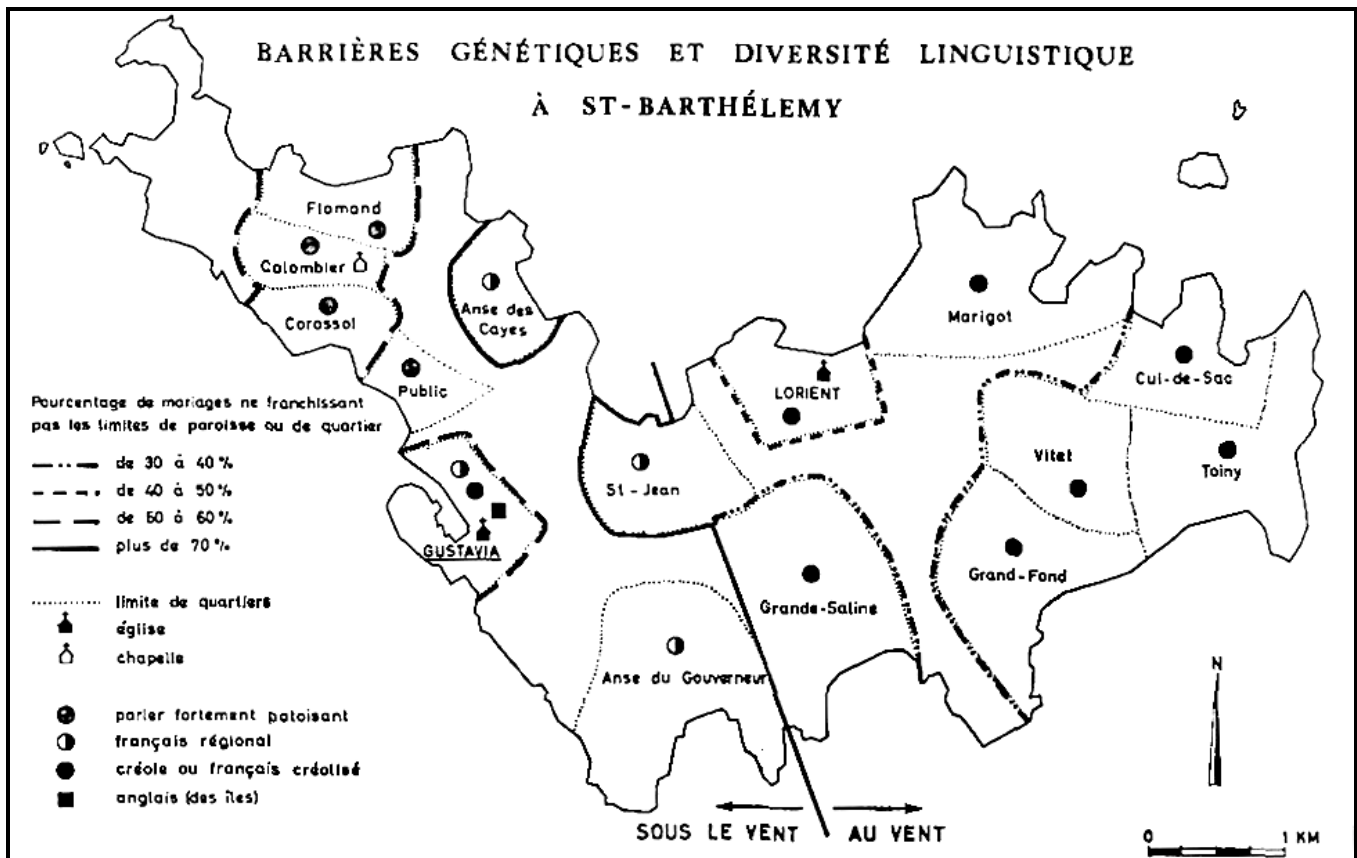 BARRIÈRES GÉNÉTIQUES ET DIVERSITÉ LINGUISTIQUE
À ST-BARTHÉLEMY
Flamand
Colombier
Corossol
Public
Anse des
Cayes
GUSTAVIA
St-Jean
Anse du Gouverneur
LORIENT
Grande-Saline
Marigot
Cul-de-Sac
Vitet
Toiny
Grand-Fond
Pourcentage de mariages ne franchissant
pas les limites de paroisse ou de quartier
de 30 à 40%
de 40 à 50%
de 50 à 60%
plus de 70%
limite de quartiers
église
chapelle
parler fortement patoisant
français régional
créole ou français créolisé
anglais (des îles)
SOUS LE VENT
AU VENT
N
0 1 KM